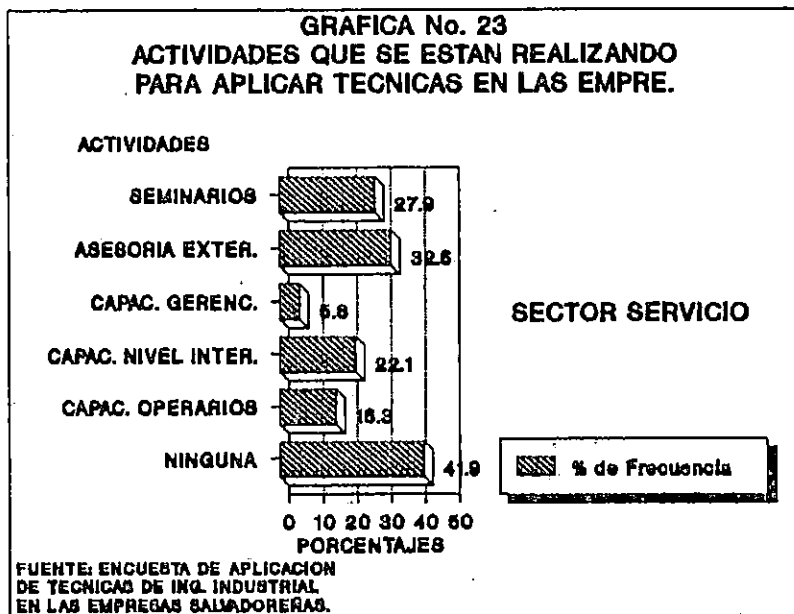 GRAFICA No. 23
ACTIVIDADES QUE SE ESTAN REALIZANDO
PARA APLICAR TECNICAS EN LAS EMPRE.
ACTIVIDADES
SEMINARIOS
27.9
ASESORIA EXTER.
32.6
CAPAC. GERENC.
5.8
CAPAC. NIVEL INTER.
22.1
CAPAC. OPERARIOS
16.3
NINGUNA
41.9
0 10 20 30 40 50
PORCENTAJES
SECTOR SERVICIO
% de Frecuencia
FUENTE: ENCUESTA DE APLICACION
DE TECNICAS DE ING. INDUSTRIAL
EN LAS EMPRESAS SALVADOREÑAS.